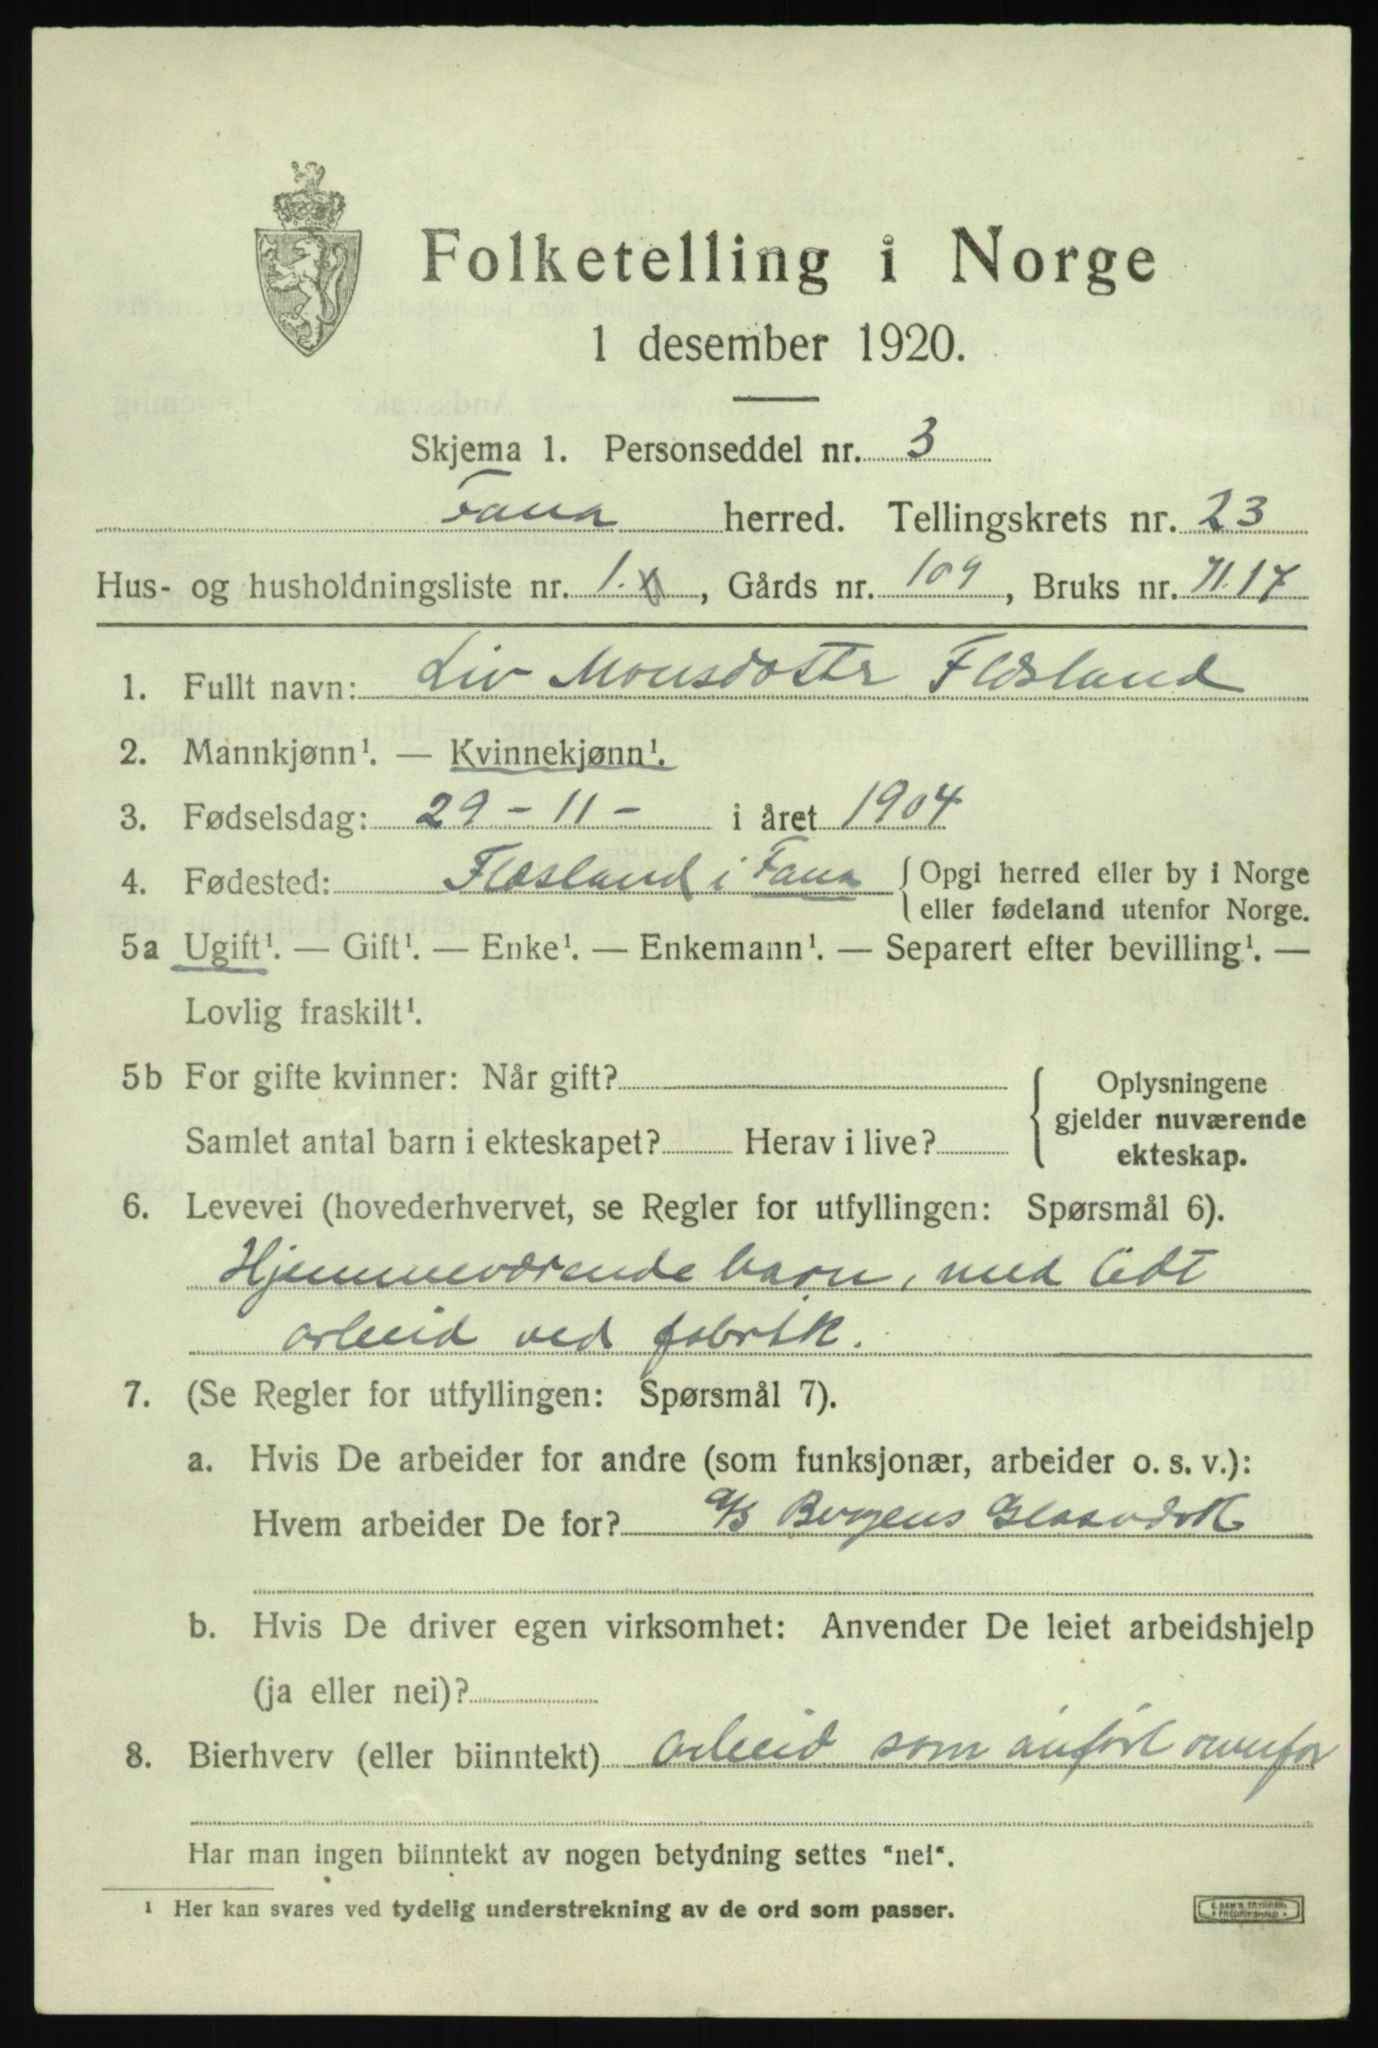 Folketelling i Norge
1 desember 1920.
Skjema 1. Personseddel nr. 3
Fana herred. Tellingskrets nr. 23
Hus- og husholdningsliste nr. 1. , Gårds nr. 109, Bruks nr. 71.17
1. Fullt navn: Liv Monsdottr Flesland
2. Mannkjønn¹. — Kvinnekjønn¹.
3. Fødselsdag: 29 - 11 - i året 1904
4. Fødested: Flesland i Fana { Opgi herred eller by i Norge
eller fødeland utenfor Norge.
5a Ugift¹. — Gift¹. — Enke¹. — Enkemann¹. — Separert efter bevilling¹. —
Lovlig fraskilt¹.
5b For gifte kvinner: Når gift? { Oplysningene
gjelder nuværende
ekteskap.
Samlet antal barn i ekteskapet? Herav i live?
6. Levevei (hovederhvervet, se Regler for utfyllingen: Spørsmål 6).
Hjemmeværende barn, med
arbeid ved fabrik.
7. (Se Regler for utfyllingen: Spørsmål 7).
a. Hvis De arbeider for andre (som funksjonær, arbeider o. s. v.):
Hvem arbeider De for? A/S Bergens
b. Hvis De driver egen virksomhet: Anvender De leiet arbeidshjelp
(ja eller nei)?
8. Bierhverv (eller biinntekt) arbeid som anført ovenfor
Har man ingen biinntekt av nogen betydning settes "nei".
¹ Her kan svares ved tydelig understrekning av de ord som passer.